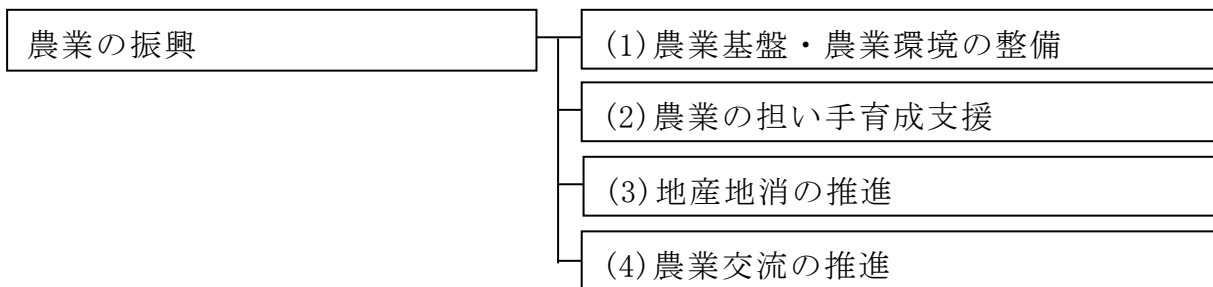 農業の振興
(1)農業基盤・農業環境の整備
(2)農業の担い手育成支援
(3)地産地消の推進
(4)農業交流の推進